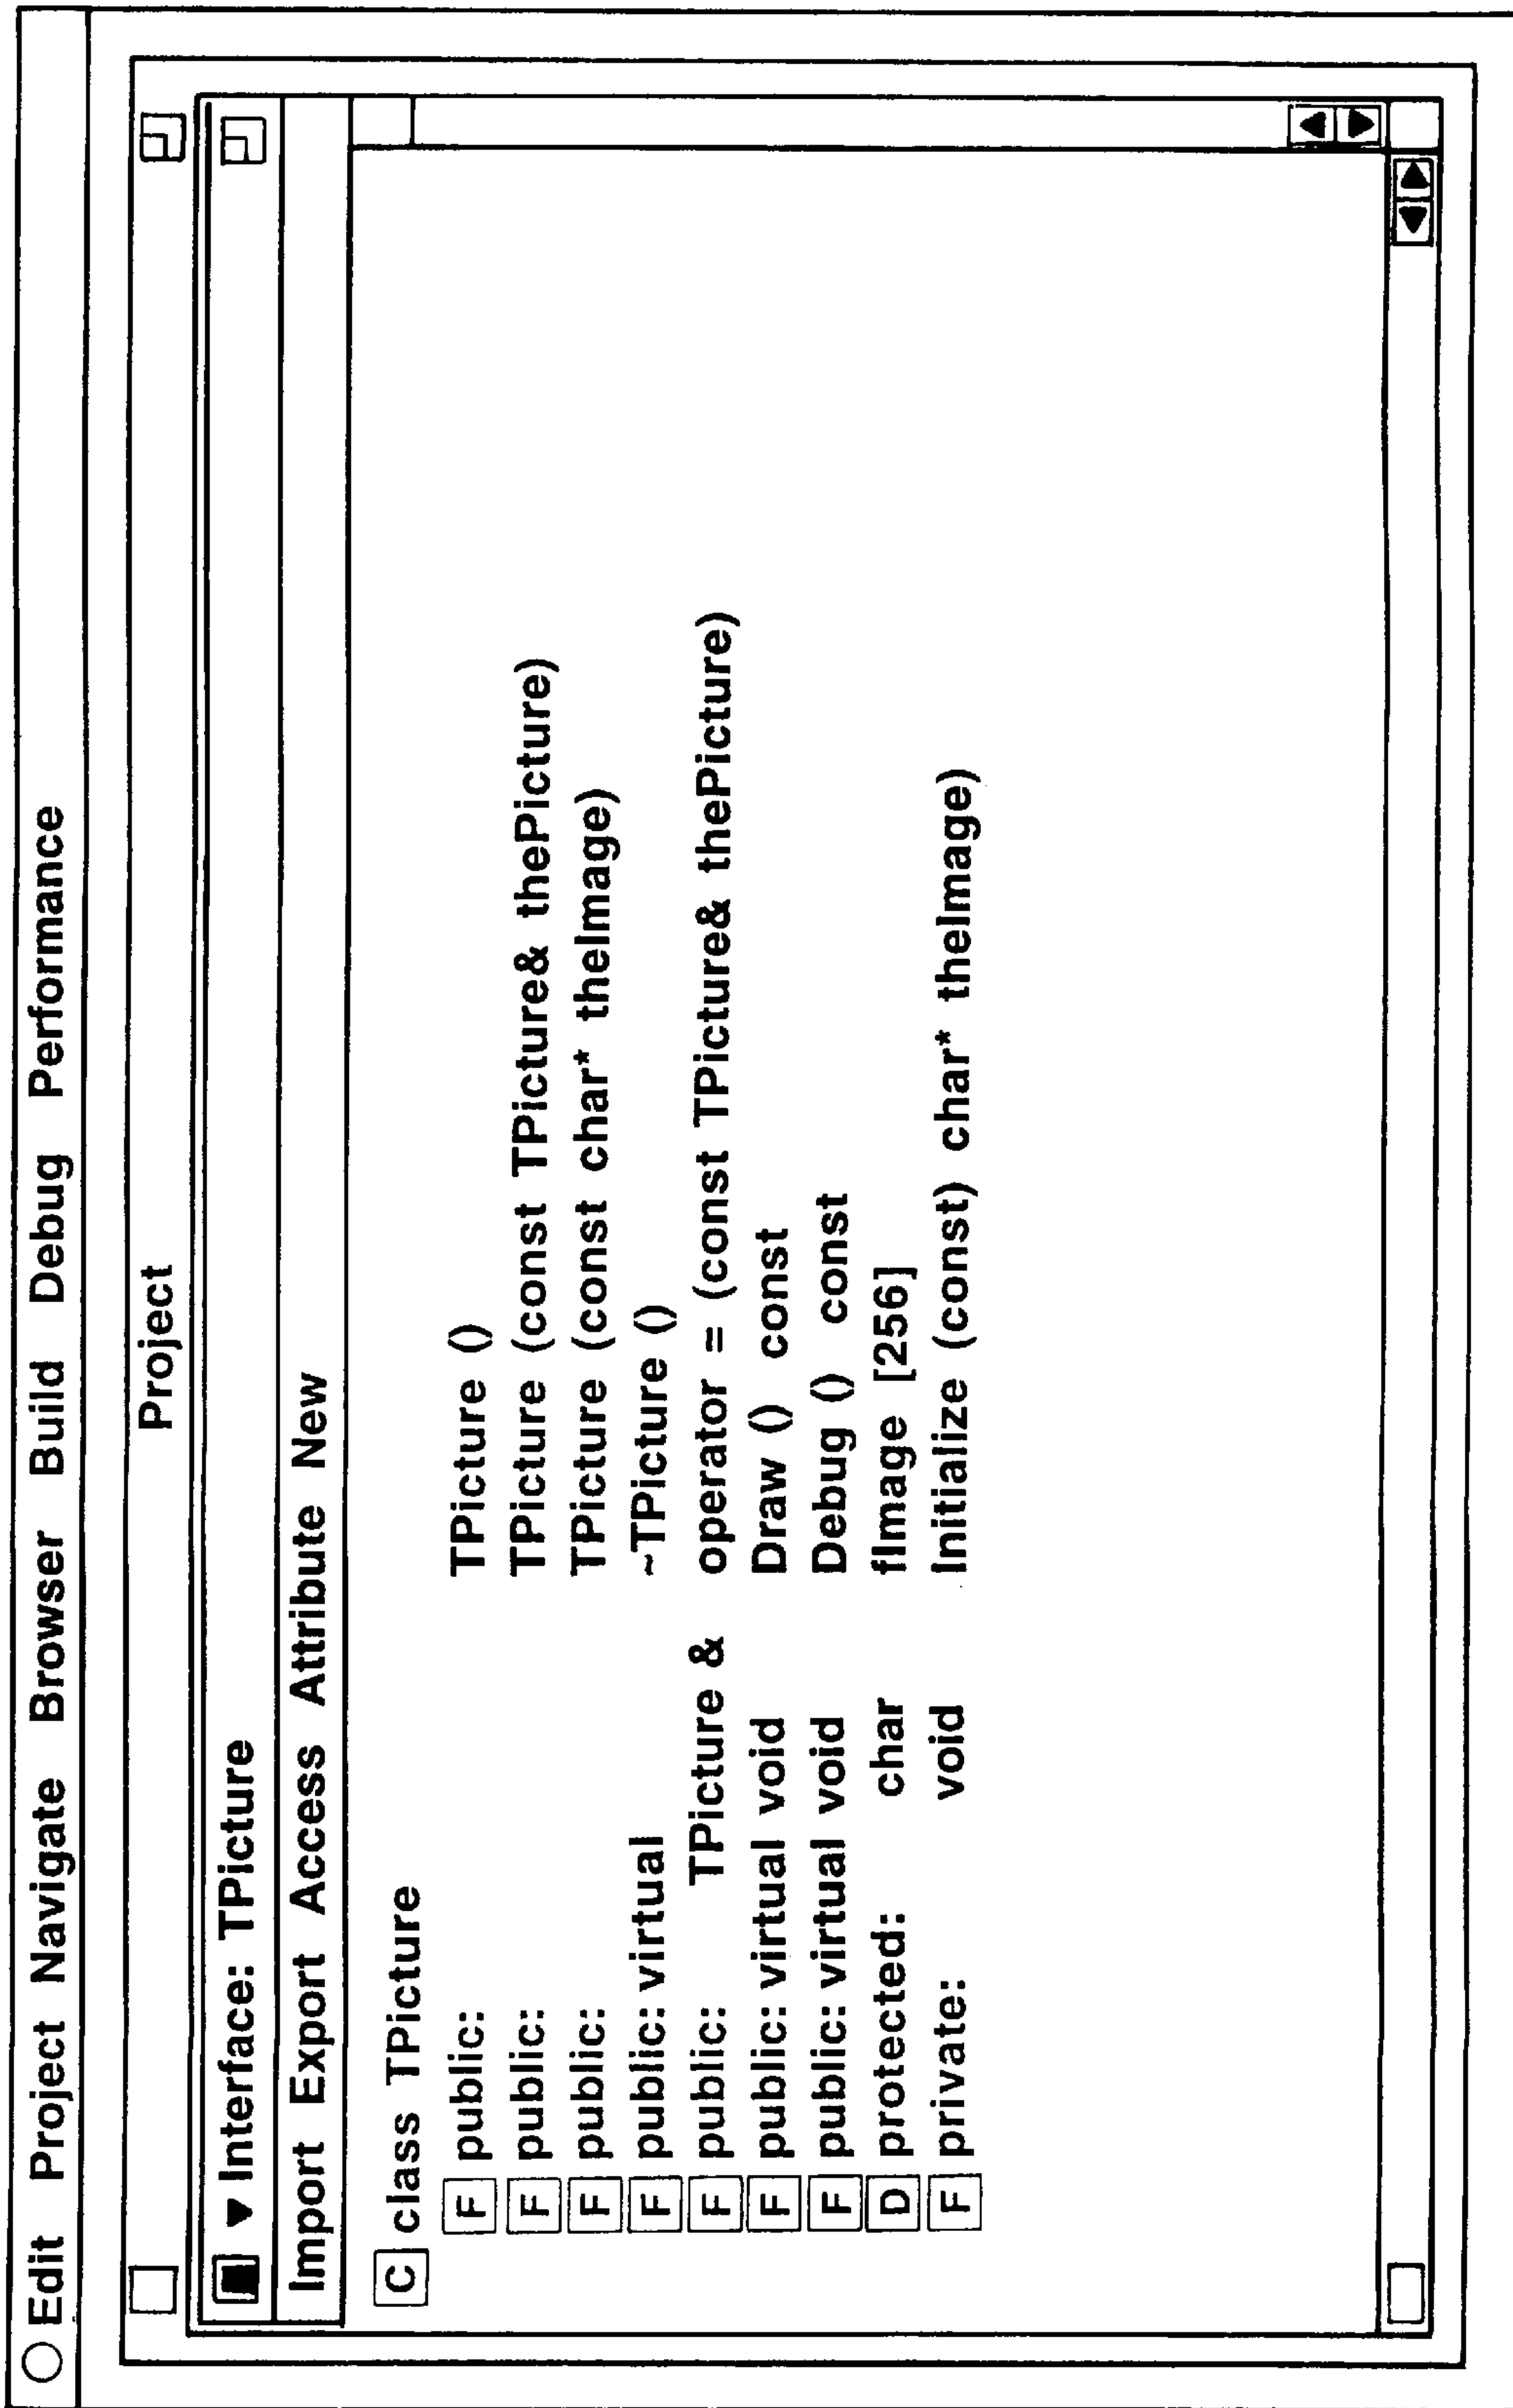 Edit Project Navigate Browser Build Debug Performance
Project
Interface: TPicture
Import Export Access Attribute New
C class TPicture
F public: TPicture ()
F public: TPicture (const TPicture& thePicture)
F public: TPicture (const char* theImage)
F public: virtual ~TPicture ()
F public: TPicture & operator = (const TPicture& thePicture)
F public: virtual void Draw () const
F public: virtual void Debug () const
D protected: char fImage [256]
F private: void Initialize (const) char* theImage)